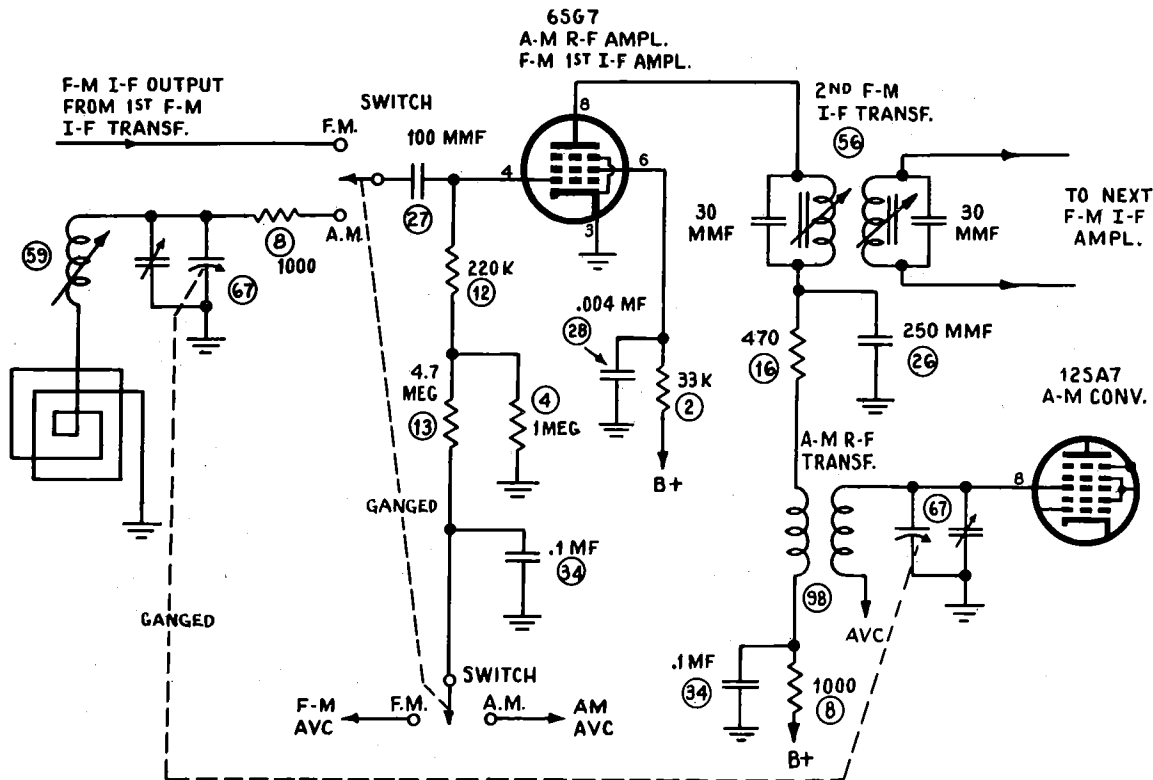 6SG7
A-M R-F AMPL.
F-M 1ST I-F AMPL.
F-M I-F OUTPUT
FROM 1ST F-M
I-F TRANSF.
SWITCH
F.M.
100 MMF
27
4
8
6
3
2ND F-M
I-F TRANSF.
56
30
MMF
30
MMF
TO NEXT
F-M I-F
AMPL.
A.M.
8
1000
59
67
220 K
12
.004 MF
28
33 K
2
B+
470
16
250 MMF
26
4.7
MEG
13
4
1 MEG
12SA7
A-M CONV.
A-M R-F
TRANSF.
8
67
GANGED
.1 MF
34
98
AVC
GANGED
SWITCH
F-M
AVC
F.M.
A.M.
AM
AVC
.1 MF
34
1000
8
B+